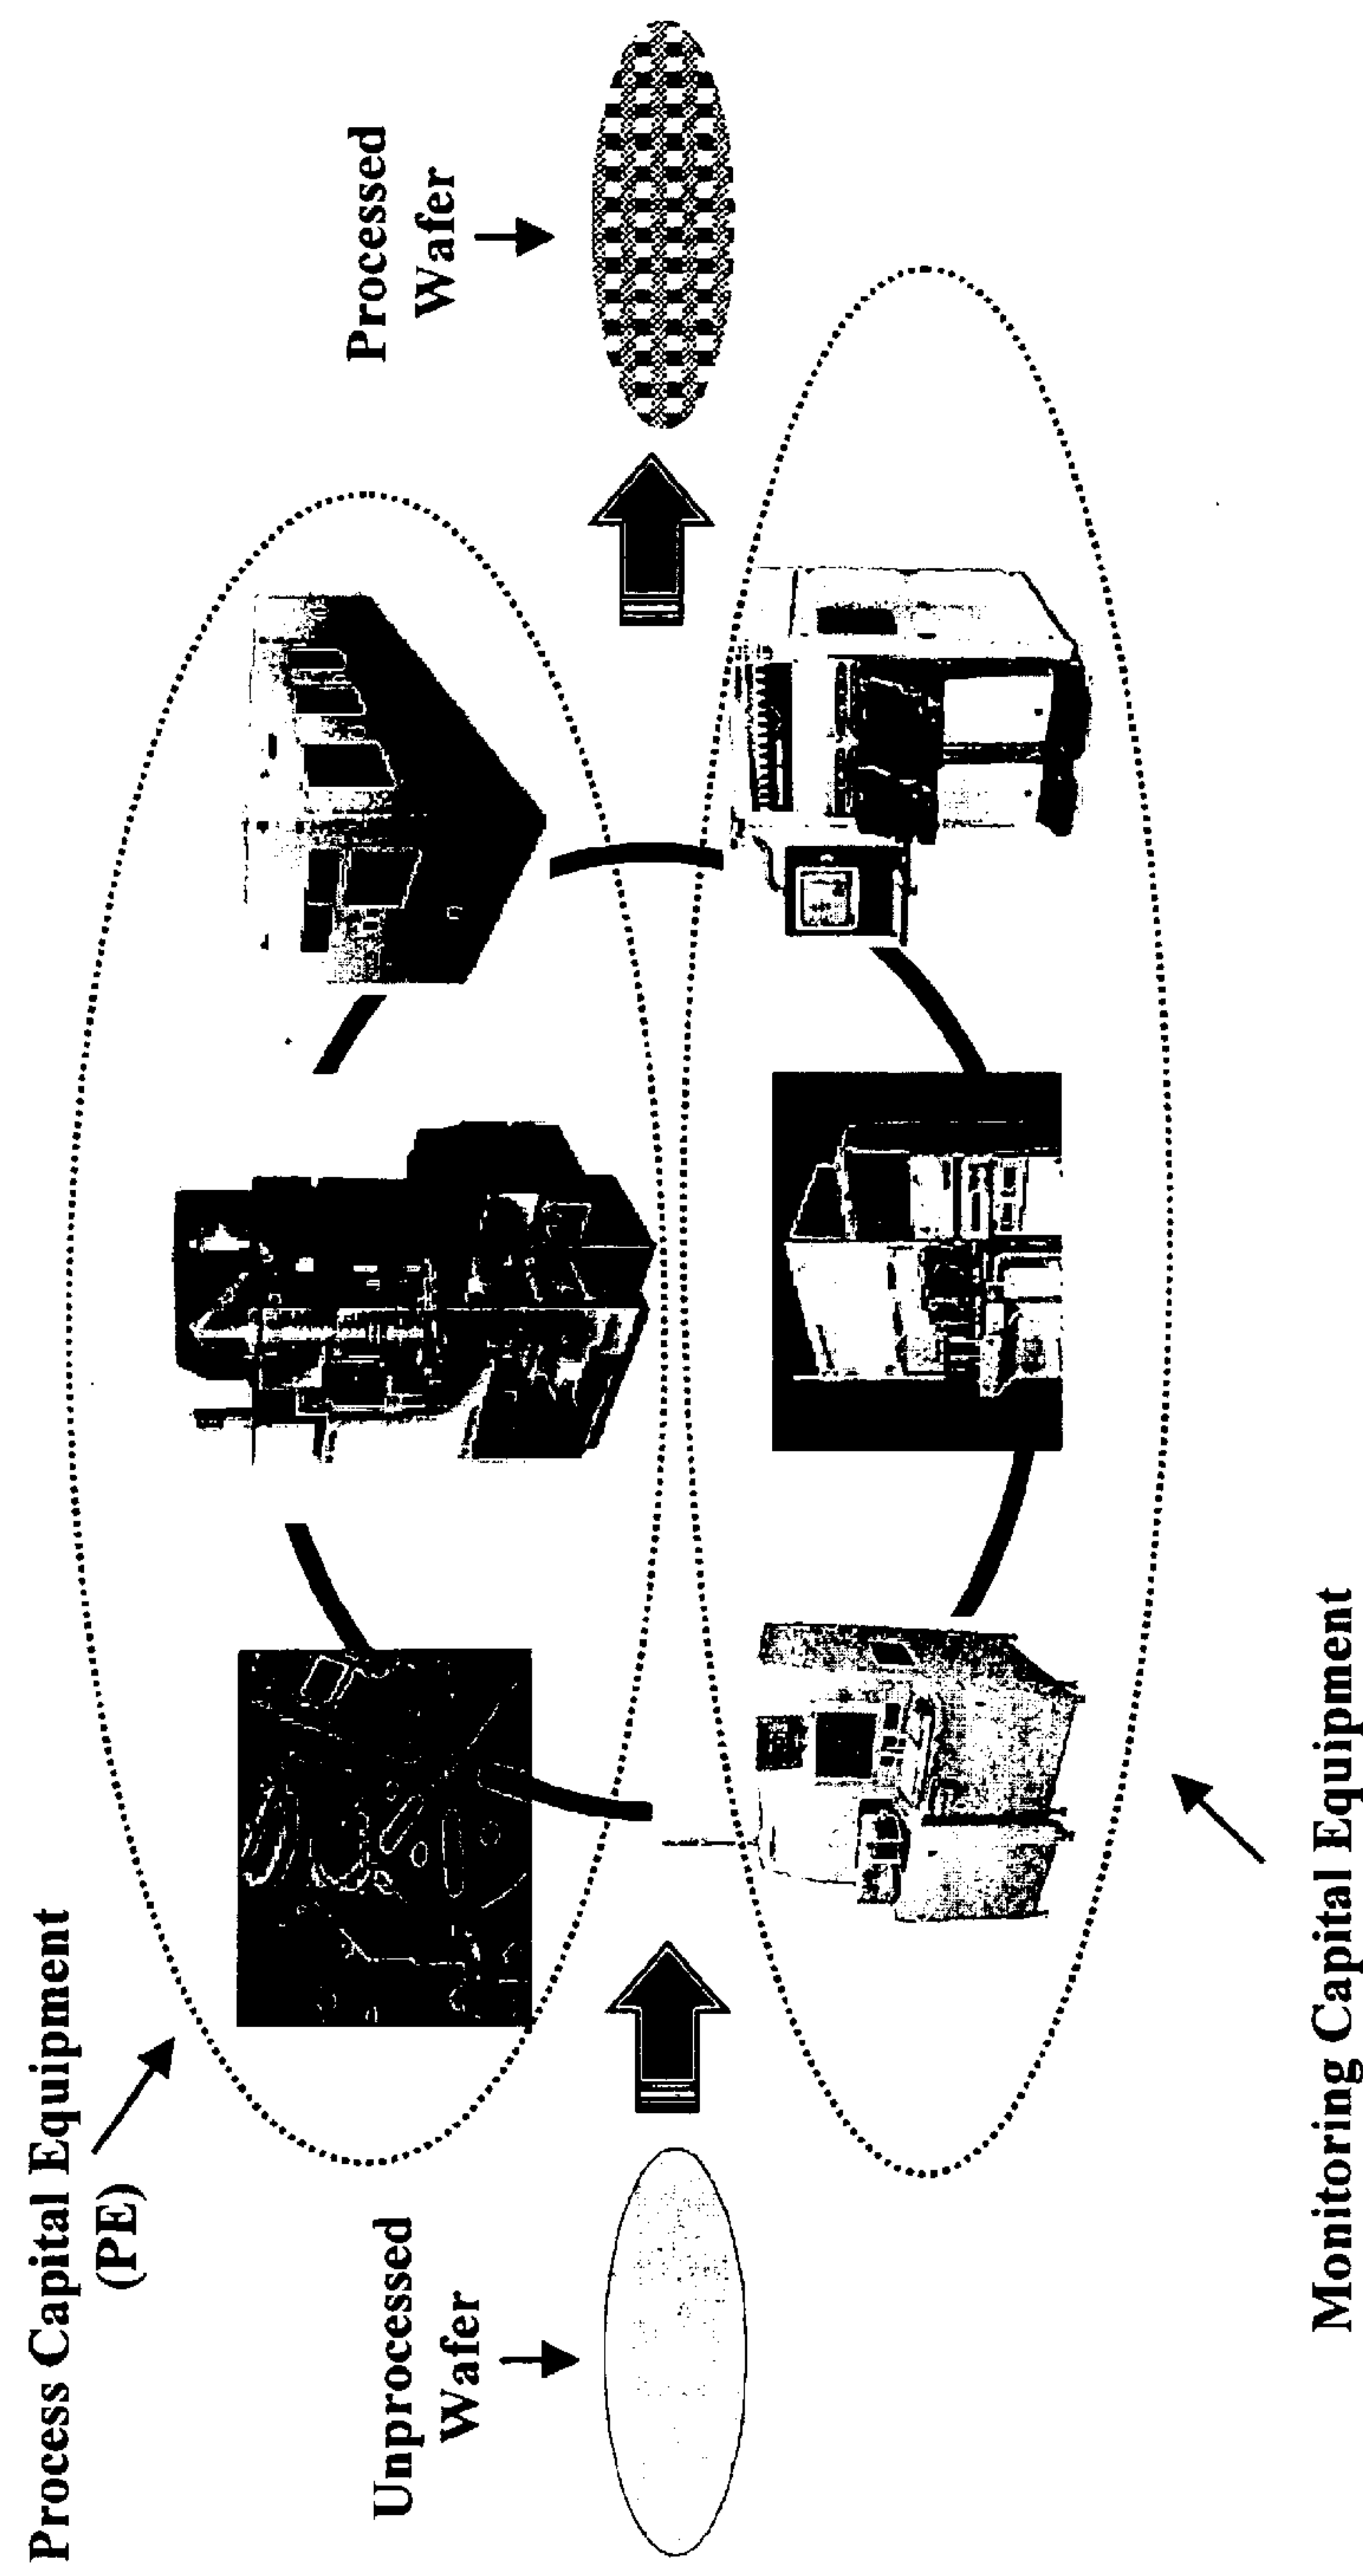 Process Capital Equipment
(PE)
Unprocessed
Wafer
Processed
Wafer
Monitoring Capital Equipment